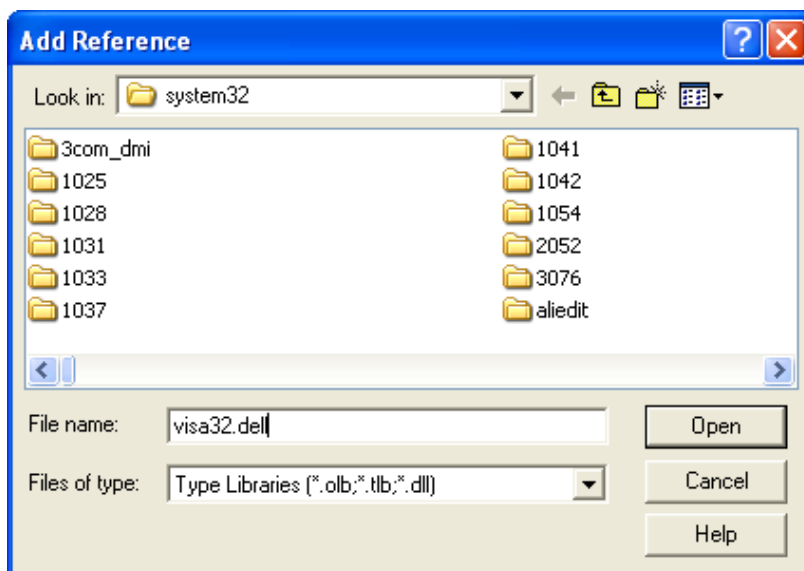 Add Reference
Look in: system32
3com_dmi
1025
1028
1031
1033
1037
1041
1042
1054
2052
3076
aliedit
File name: visa32.dell Open
Files of type: Type Libraries (*.olb;*.tlb;*.dll) Cancel
Help